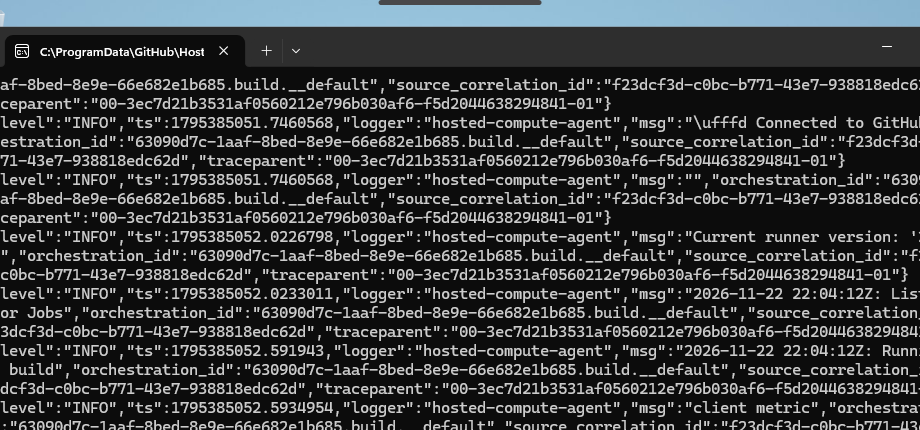 C:\ProgramData\GitHub\Host
af-8bed-8e9e-66e682e1b685.build.__default","source_correlation_id":"f23dcf3d-c0bc-b771-43e7-938818edc62
ceparent":"00-3ec7d21b3531af0560212e796b030af6-f5d2044638294841-01"}
level":"INFO","ts":1795385051.7460568,"logger":"hosted-compute-agent","msg":"\ufffd Connected to GitHu
estration_id":"63090d7c-1aaf-8bed-8e9e-66e682e1b685.build.__default","source_correlation_id":"f23dcf3d-
71-43e7-938818edc62d","traceparent":"00-3ec7d21b3531af0560212e796b030af6-f5d2044638294841-01"}
level":"INFO","ts":1795385051.7460568,"logger":"hosted-compute-agent","msg":"","orchestration_id":"6309
af-8bed-8e9e-66e682e1b685.build.__default","source_correlation_id":"f23dcf3d-c0bc-b771-43e7-938818edc62
ceparent":"00-3ec7d21b3531af0560212e796b030af6-f5d2044638294841-01"}
level":"INFO","ts":1795385052.0226798,"logger":"hosted-compute-agent","msg":"Current runner version: '2
","orchestration_id":"63090d7c-1aaf-8bed-8e9e-66e682e1b685.build.__default","source_correlation_id":"f2
c0bc-b771-43e7-938818edc62d","traceparent":"00-3ec7d21b3531af0560212e796b030af6-f5d2044638294841-01"}
level":"INFO","ts":1795385052.0233011,"logger":"hosted-compute-agent","msg":"2026-11-22 22:04:12Z: List
or Jobs","orchestration_id":"63090d7c-1aaf-8bed-8e9e-66e682e1b685.build.__default","source_correlation_
3dcf3d-c0bc-b771-43e7-938818edc62d","traceparent":"00-3ec7d21b3531af0560212e796b030af6-f5d2044638294841
level":"INFO","ts":1795385052.591943,"logger":"hosted-compute-agent","msg":"2026-11-22 22:04:12Z: Runn
 build","orchestration_id":"63090d7c-1aaf-8bed-8e9e-66e682e1b685.build.__default","source_correlation_i
dcf3d-c0bc-b771-43e7-938818edc62d","traceparent":"00-3ec7d21b3531af0560212e796b030af6-f5d2044638294841-
level":"INFO","ts":1795385052.5934954,"logger":"hosted-compute-agent","msg":"client metric","orchestrat
:"63090d7c-1aaf-8bed-8e9e-66e682e1b685.build.__default","source_correlation_id":"f23dcf3d-c0bc-b771-43e